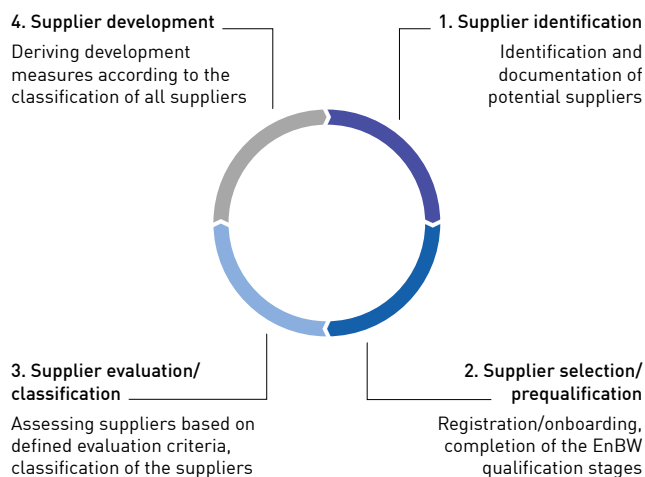 4. Supplier development
Deriving development
measures according to the
classification of all suppliers
1. Supplier identification
Identification and
documentation of
potential suppliers
3. Supplier evaluation/
classification
Assessing suppliers based on
defined evaluation criteria,
classification of the suppliers
2. Supplier selection/
prequalification
Registration/onboarding,
completion of the EnBW
qualification stages